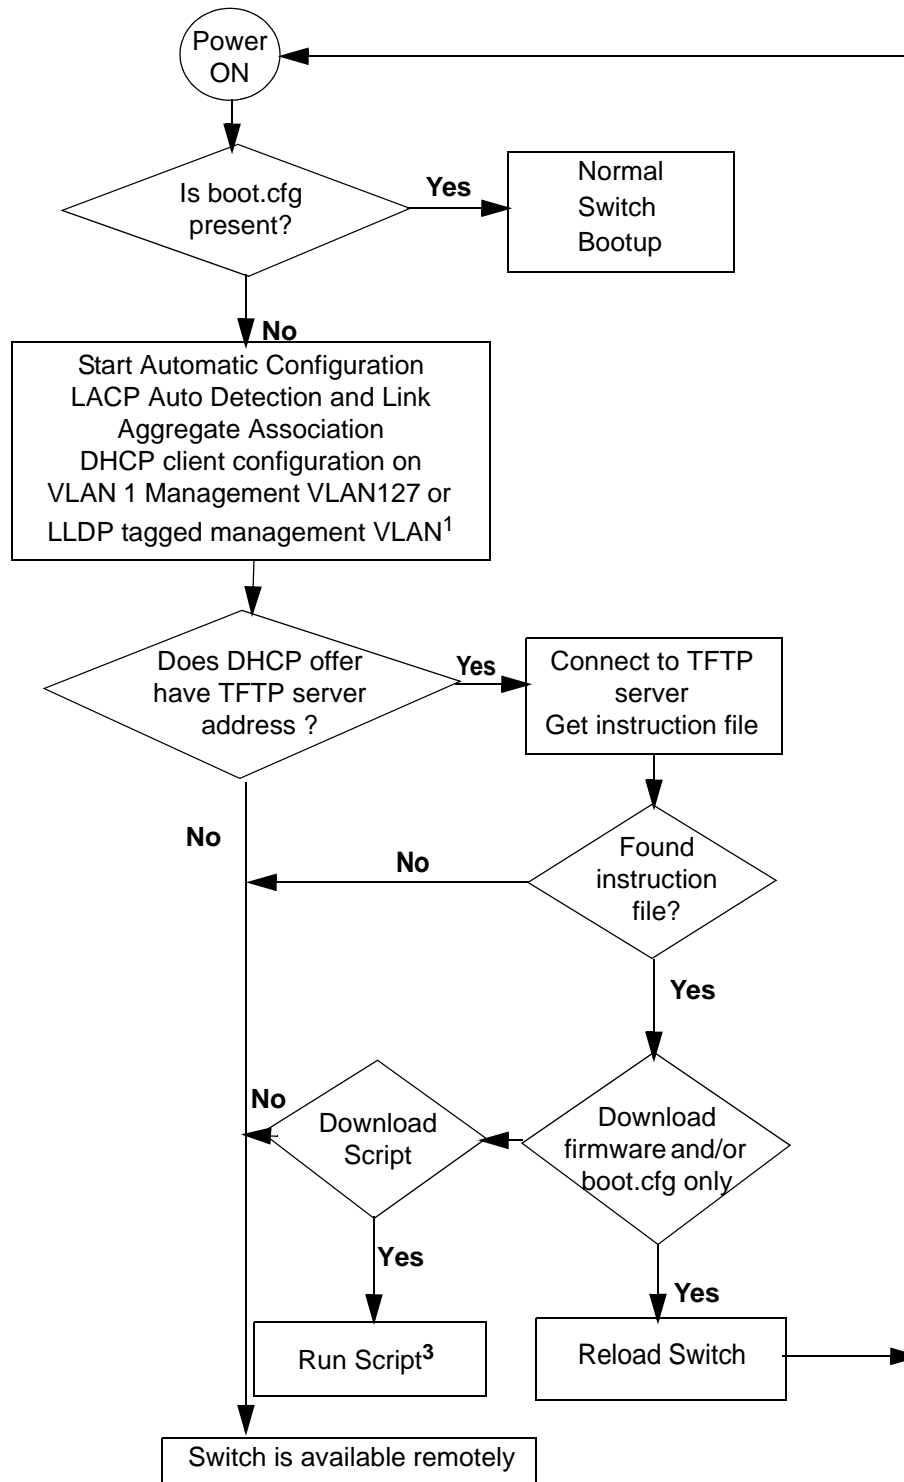 Power
ON
Is boot.cfg
present?
Yes
Normal
Switch
Bootup
No
Start Automatic Configuration
LACP Auto Detection and Link
Aggregate Association
DHCP client configuration on
VLAN 1 Management VLAN127 or
LLDP tagged management VLAN1
Does DHCP offer
have TFTP server
address ?
Yes
Connect to TFTP
server
Get instruction file
No
No
Found
instruction
file?
Yes
No
Download
Script
Download
firmware and/or
boot.cfg only
Yes
Yes
Run Script3
Reload Switch
Switch is available remotely